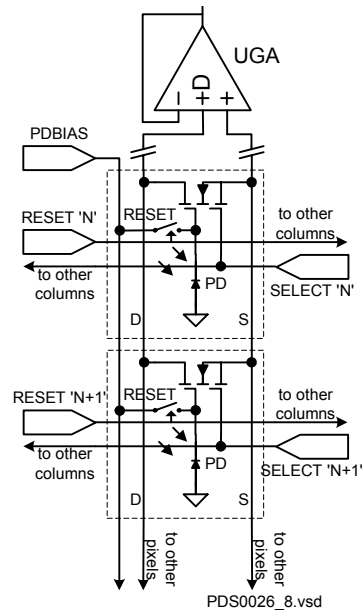 UGA
− D + +
PDBIAS
RESET 'N'
RESET
to other
columns
to other
columns
PD
SELECT 'N'
D
S
RESET 'N+1'
RESET
to other
columns
to other
columns
PD
SELECT 'N+1'
D
S
to other
pixels
to other
pixels
PDS0026_8.vsd